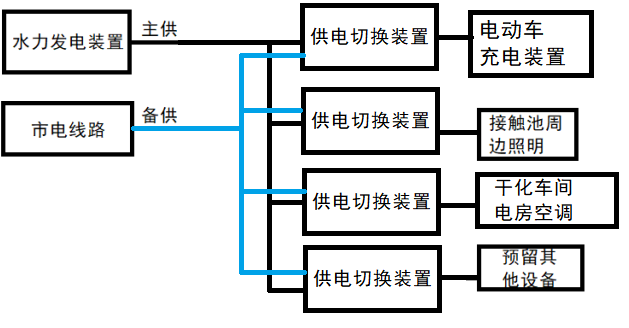 水力发电装置
主供
供电切换装置
电动车
充电装置
市电线路
备供
供电切换装置
接触池周
边照明
供电切换装置
干化车间
电房空调
供电切换装置
预留其
他设备